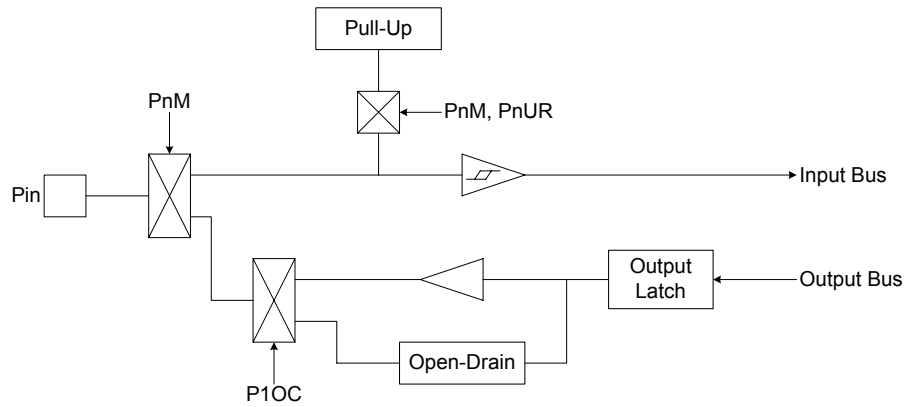 Pull-Up
PnM
PnM, PnUR
Pin
Input Bus
Output
Latch
Output Bus
Open-Drain
P1OC